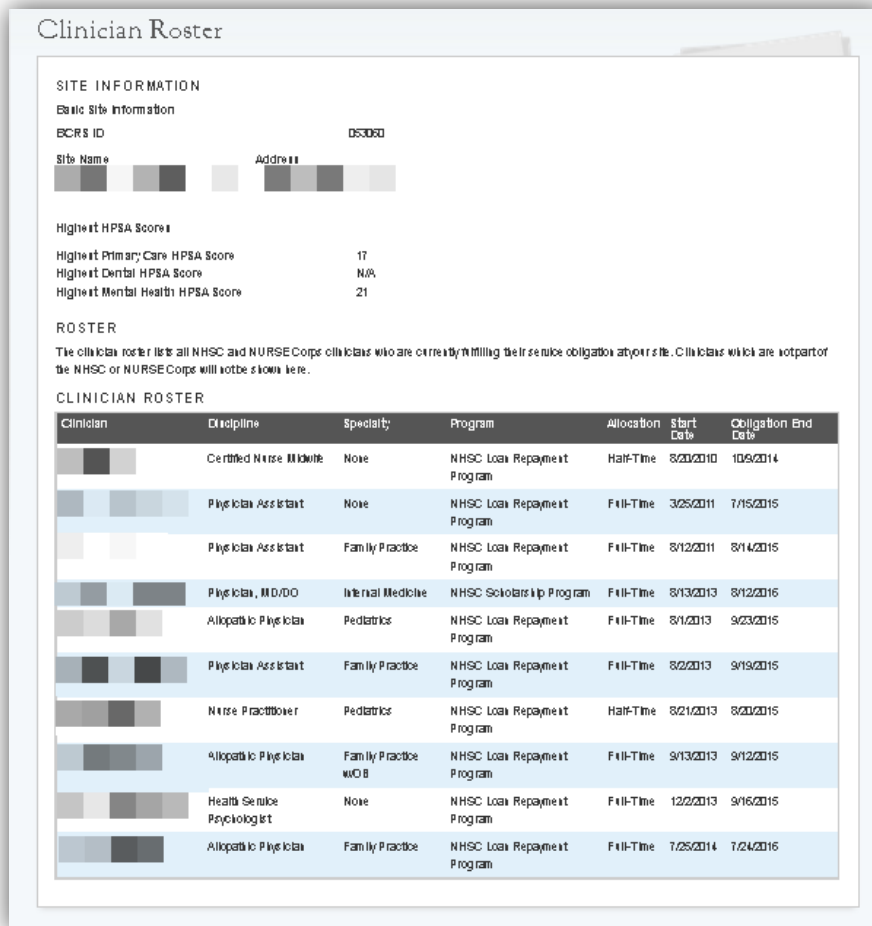 Clinician Roster
SITE INFORMATION
Basic Site Information
BCRS ID 053060
Site Name Address
Highest HPSA Scores
Highest Primary Care HPSA Score 17
Highest Dental HPSA Score N/A
Highest Mental Health HPSA Score 21
ROSTER
The clinician roster lists all NHSC and NURSE Corps clinicians who are currently fulfilling their service obligation at your site. Clinicians which are not part of
the NHSC or NURSE Corps will not be shown here.
CLINICIAN ROSTER
Clinician Discipline Specialty Program Allocation Start Obligation End
Date Date
Certified Nurse Midwife None NHSC Loan Repayment Half-Time 8/20/2010 10/9/2014
Program
Physician Assistant None NHSC Loan Repayment Full-Time 3/25/2011 7/15/2015
Program
Physician Assistant Family Practice NHSC Loan Repayment Full-Time 8/12/2011 8/14/2015
Program
Physician, MD/DO Internal Medicine NHSC Scholarship Program Full-Time 8/13/2013 8/12/2016
Allopathic Physician Pediatrics NHSC Loan Repayment Full-Time 8/1/2013 9/23/2015
Program
Physician Assistant Family Practice NHSC Loan Repayment Full-Time 8/2/2013 9/19/2015
Program
Nurse Practitioner Pediatrics NHSC Loan Repayment Half-Time 8/21/2013 8/20/2015
Program
Allopathic Physician Family Practice NHSC Loan Repayment Full-Time 9/13/2013 9/12/2015
w/OB Program
Health Service None NHSC Loan Repayment Full-Time 12/2/2013 9/16/2015
Psychologist Program
Allopathic Physician Family Practice NHSC Loan Repayment Full-Time 7/25/2014 7/24/2016
Program